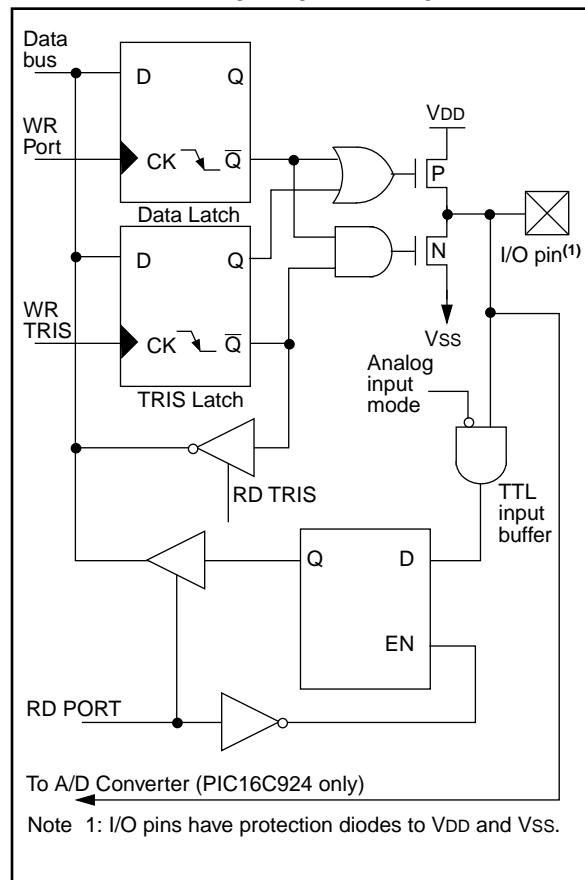 Data
bus
D Q
WR
Port
CK Q
Data Latch
VDD
P
N
I/O pin(1)
D Q
WR
TRIS
CK Q
TRIS Latch
VSS
Analog
input
mode
RD TRIS
TTL
input
buffer
Q D
EN
RD PORT
To A/D Converter (PIC16C924 only)
Note 1: I/O pins have protection diodes to VDD and VSS.